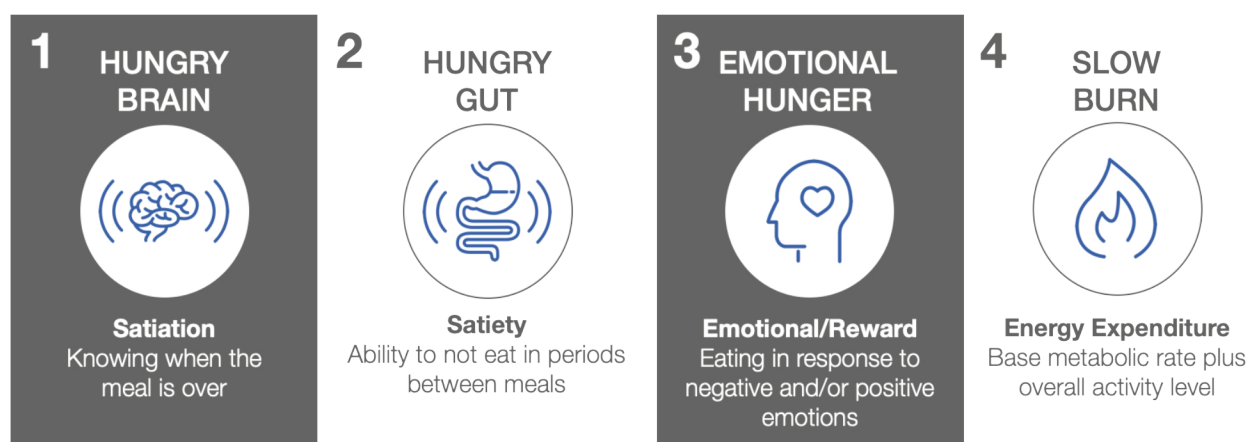 1
HUNGRY
BRAIN
Satiation
Knowing when the
meal is over
2
HUNGRY
GUT
Satiety
Ability to not eat in periods
between meals
3
EMOTIONAL
HUNGER
Emotional/Reward
Eating in response to
negative and/or positive
emotions
4
SLOW
BURN
Energy Expenditure
Base metabolic rate plus
overall activity level